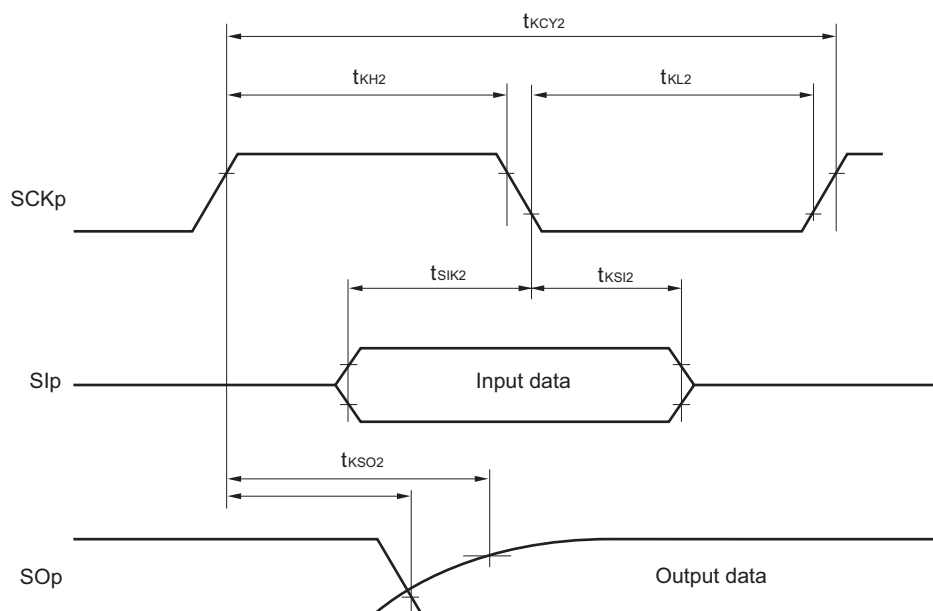 tKCY2
tKH2
tKL2
SCKp
tSIK2
tKSI2
SIp
Input data
tKSO2
SOp
Output data